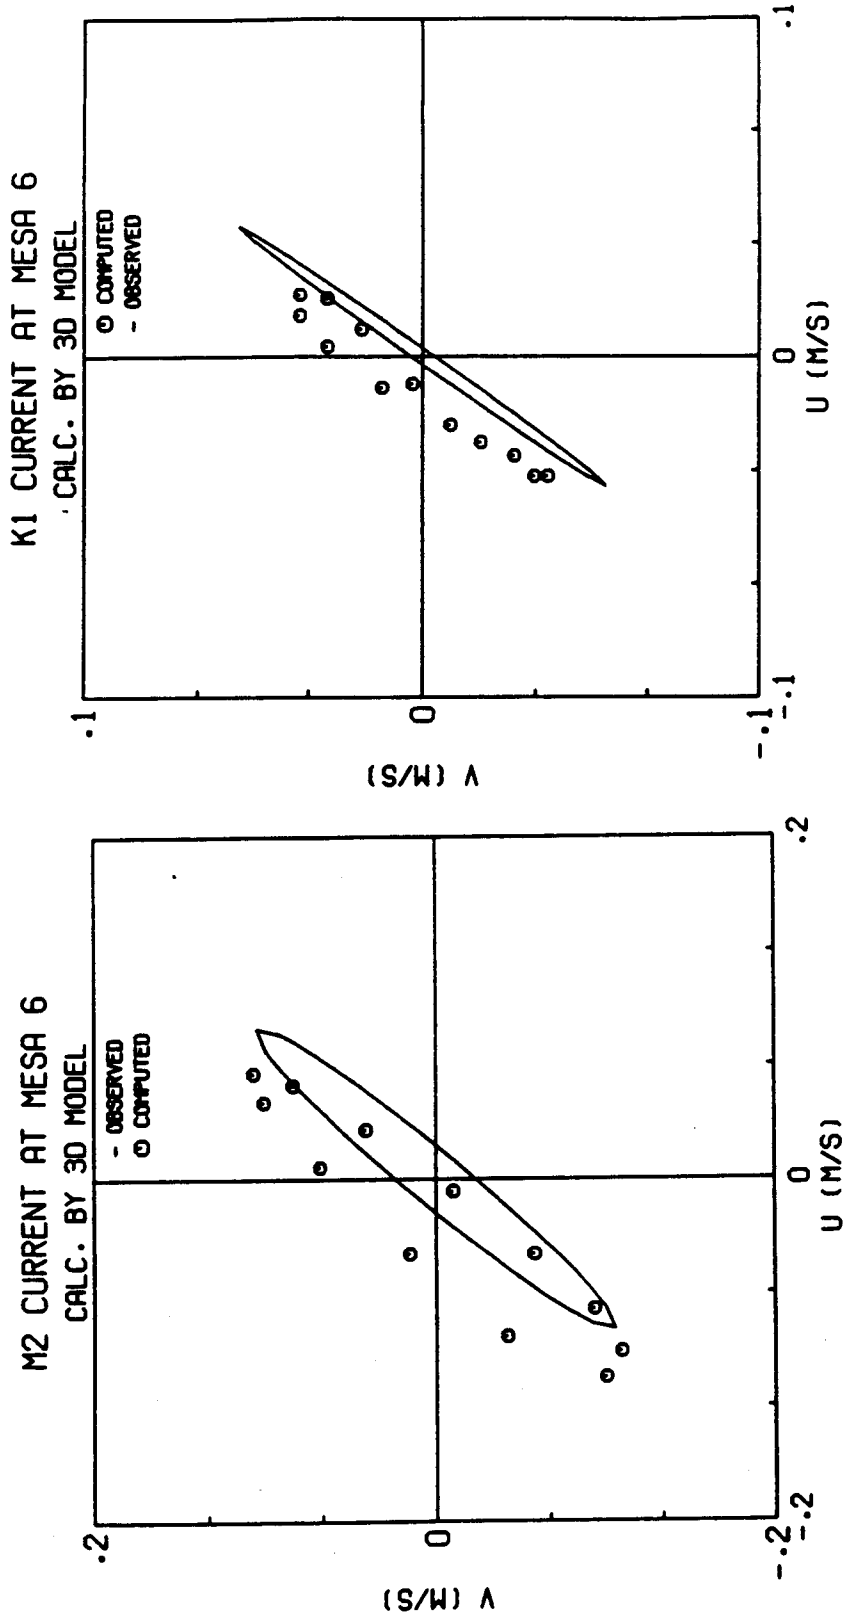 M2 CURRENT AT MESA 6
CALC. BY 3D MODEL
- OBSERVED
⊙ COMPUTED
.2
0
-.2
V (M/S)
-.2
0
.2
U (M/S)
K1 CURRENT AT MESA 6
CALC. BY 3D MODEL
⊙ COMPUTED
- OBSERVED
.1
0
-.1
V (M/S)
-.1
0
.1
U (M/S)